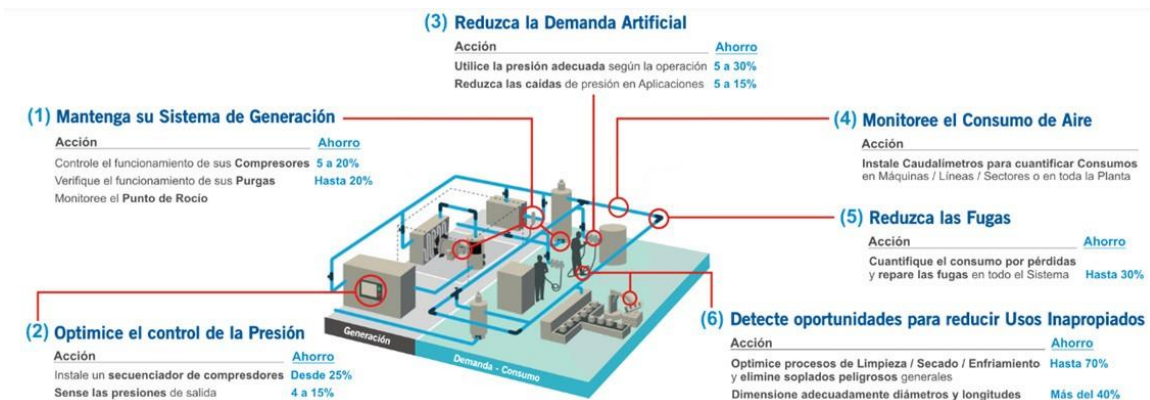 (3) Reduzca la Demanda Artificial
Acción Ahorro
Utilice la presión adecuada según la operación 5 a 30%
Reduzca las caídas de presión en Aplicaciones 5 a 15%
(1) Mantenga su Sistema de Generación
Acción Ahorro
Controle el funcionamiento de sus Compresores 5 a 20%
Verifique el funcionamiento de sus Purgas Hasta 20%
Monitoree el Punto de Rocío
(4) Monitoree el Consumo de Aire
Acción
Instale Caudalímetros para cuantificar Consumos
en Máquinas / Líneas / Sectores o en toda la Planta
(5) Reduzca las Fugas
Acción Ahorro
Cuantifique el consumo por pérdidas
y repare las fugas en todo el Sistema Hasta 30%
Generación
Demanda - Consumo
(2) Optimice el control de la Presión
Acción Ahorro
Instale un secuenciador de compresdores Desde 25%
Sense las presiones de salida 4 a 15%
(6) Detecte oportunidades para reducir Usos Inapropiados
Acción Ahorro
Optimice procesos de Limpieza / Secado / Enfriamiento Hasta 70%
y elimine soplados peligrosos generales
Dimensione adecuadamente diámetros y longitudes Más del 40%